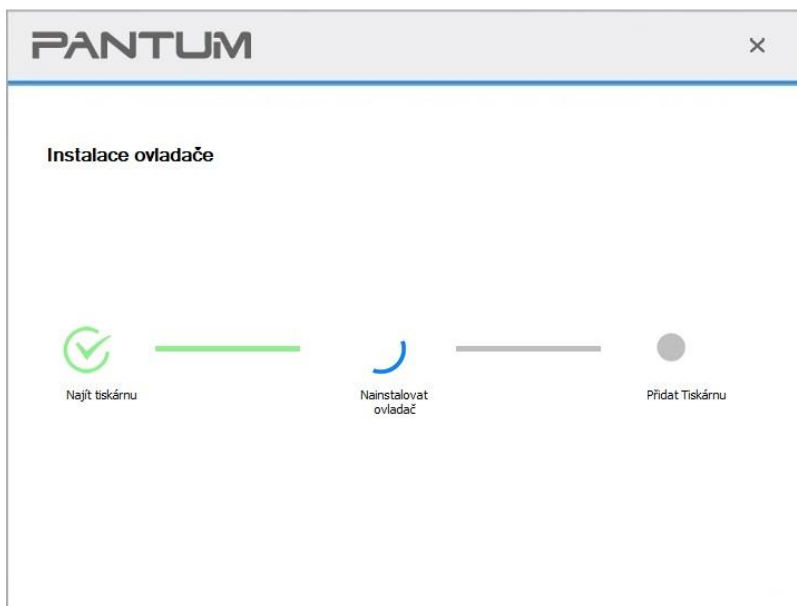 PANTUM
Instalace ovladače
Najít tiskárnu
Nainstalovat
ovladač
Přidat Tiskárnu